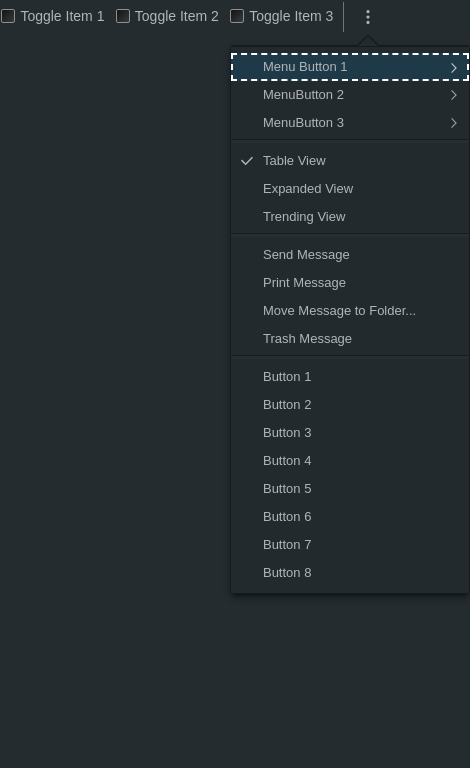 Toggle Item 1 Toggle Item 2 Toggle Item 3
Menu Button 1
MenuButton 2
MenuButton 3
Table View
Expanded View
Trending View
Send Message
Print Message
Move Message to Folder...
Trash Message
Button 1
Button 2
Button 3
Button 4
Button 5
Button 6
Button 7
Button 8